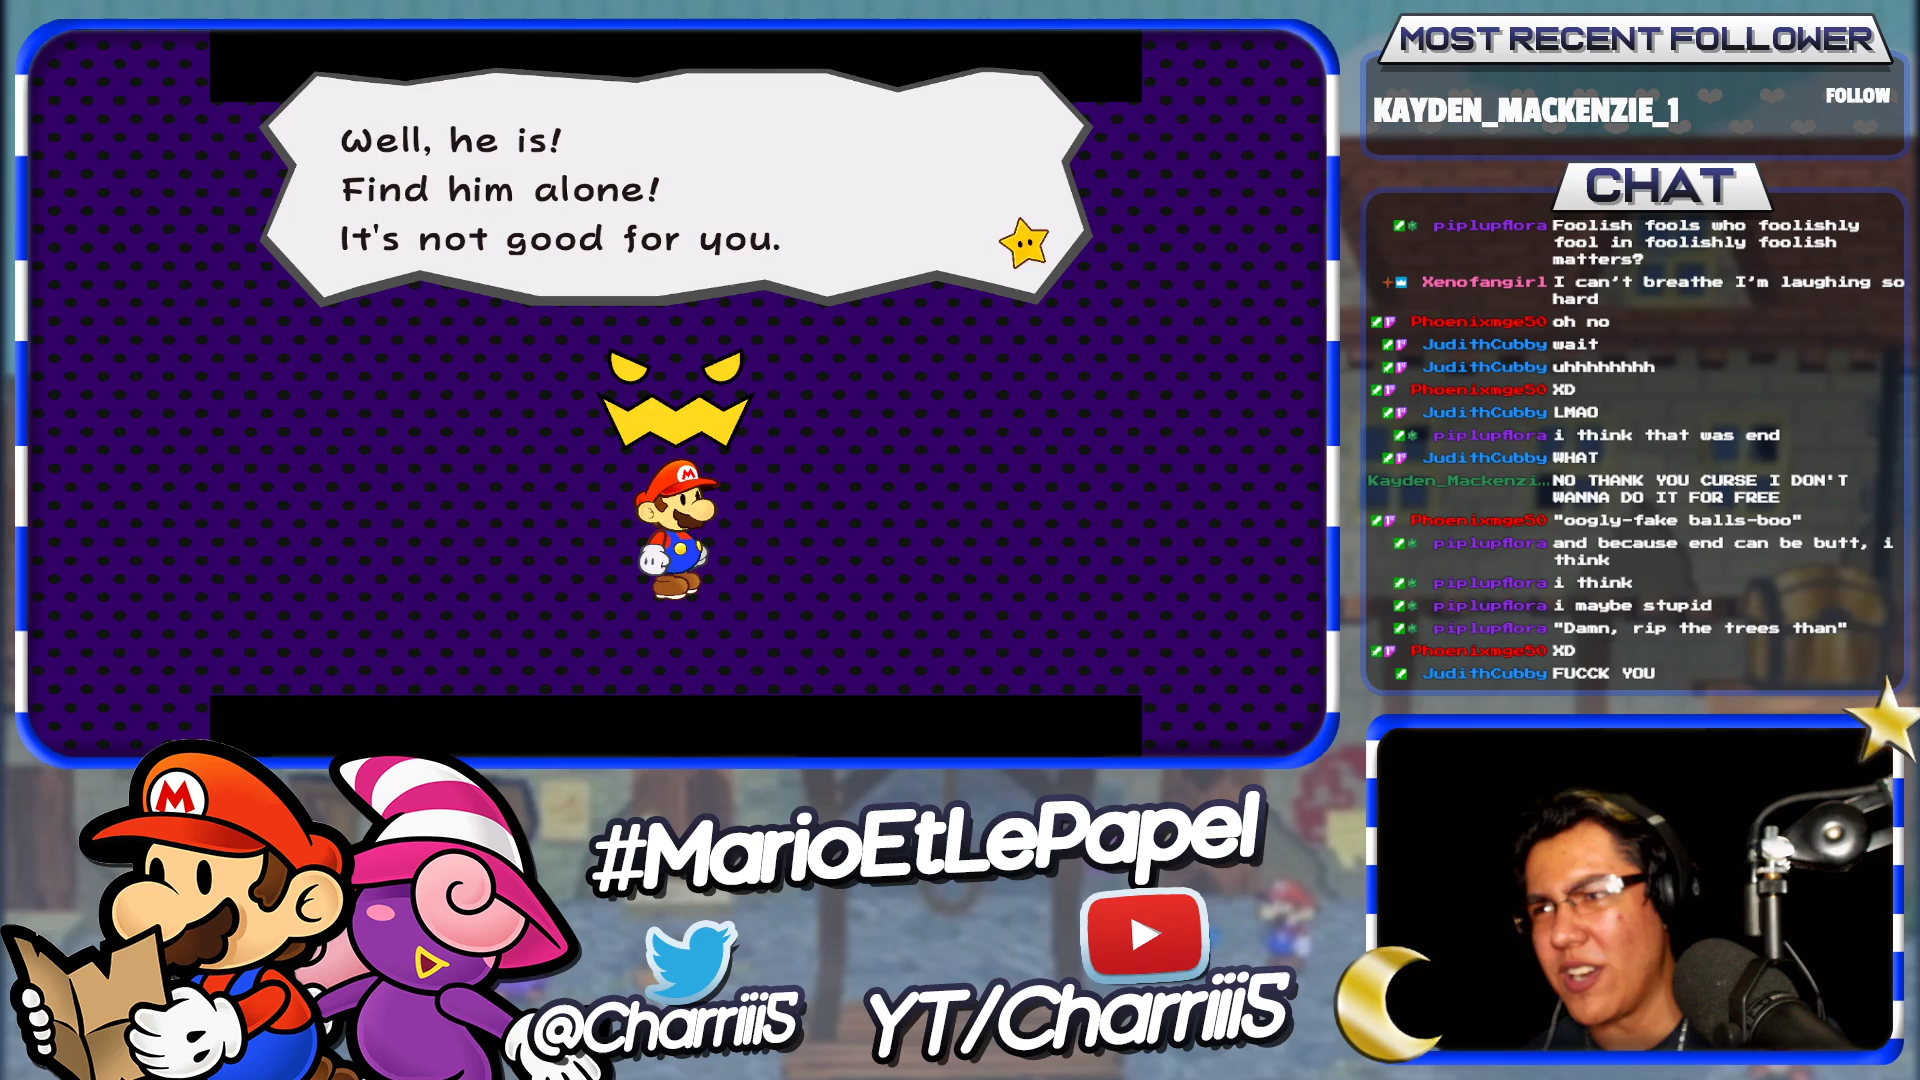 Well, he is!
Find him alone!
It's not good for you.
M
M
#MarioEtLePapel
@Charriii5
YT/Charriii5
MOST RECENT FOLLOWER
KAYDEN_MACKENZIE_1
FOLLOW
CHAT
piplupflora Foolish fools who foolishly
fool in foolishly foolish
matters?
Xenofangirl I can't breathe I'm laughing so
hard
Phoenixmge50 oh no
JudithCubby wait
JudithCubby uhhhhhhhh
Phoenixmge50 XD
JudithCubby LMAO
piplupflora i think that was end
JudithCubby WHAT
Kayden_Mackenzi... NO THANK YOU CURSE I DON'T
WANNA DO IT FOR FREE
Phoenixmge50 "oogly-fake balls-boo"
piplupflora and because end can be butt, i
think
piplupflora i think
piplupflora i maybe stupid
piplupflora "Damn, rip the trees than"
Phoenixmge50 XD
JudithCubby FUCCK YOU